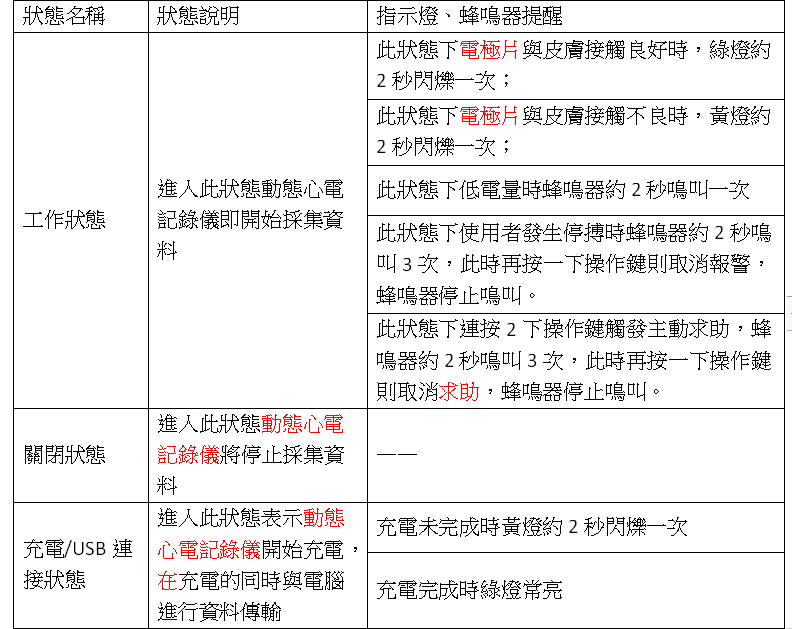 狀態名稱
狀態說明
指示燈、蜂鳴器提醒
工作狀態
進入此狀態動態心電
記錄儀即開始採集資
料
此狀態下電極片與皮膚接觸良好時，綠燈約
2 秒閃爍一次；
此狀態下電極片與皮膚接觸不良時，黃燈約
2 秒閃爍一次；
此狀態下低電量時蜂鳴器約 2 秒鳴叫一次
此狀態下使用者發生停搏時蜂鳴器約 2 秒鳴
叫 3 次，此時再按一下操作鍵則取消報警，
蜂鳴器停止鳴叫。
此狀態下連按 2 下操作鍵觸發主動求助，蜂
鳴器約 2 秒鳴叫 3 次，此時再按一下操作鍵
則取消求助，蜂鳴器停止鳴叫。
關閉狀態
進入此狀態動態心電
記錄儀將停止採集資
料
——
充電/USB 連
接狀態
進入此狀態表示動態
心電記錄儀開始充電，
在充電的同時與電腦
進行資料傳輸
充電未完成時黃燈約 2 秒閃爍一次
充電完成時綠燈常亮